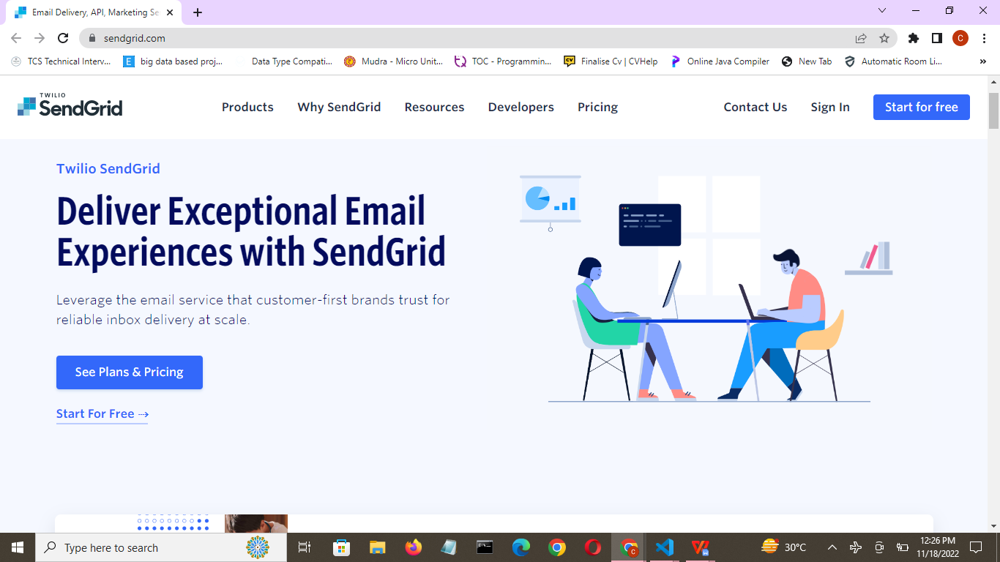 Email Delivery, API, Marketing Se
sendgrid.com
C
TCS Technical Interv...
big data based proj...
Data Type Compati...
Mudra - Micro Unit...
TOC - Programmin...
Finalise Cv | CVHelp
Online Java Compiler
New Tab
Automatic Room Li...
»
TWILIO
SendGrid
Products
Why SendGrid
Resources
Developers
Pricing
Contact Us
Sign In
Start for free
Twilio SendGrid
Deliver Exceptional Email
Experiences with SendGrid
Leverage the email service that customer-first brands trust for
reliable inbox delivery at scale.
See Plans & Pricing
Start For Free
Type here to search
30°C
12:26 PM
11/18/2022